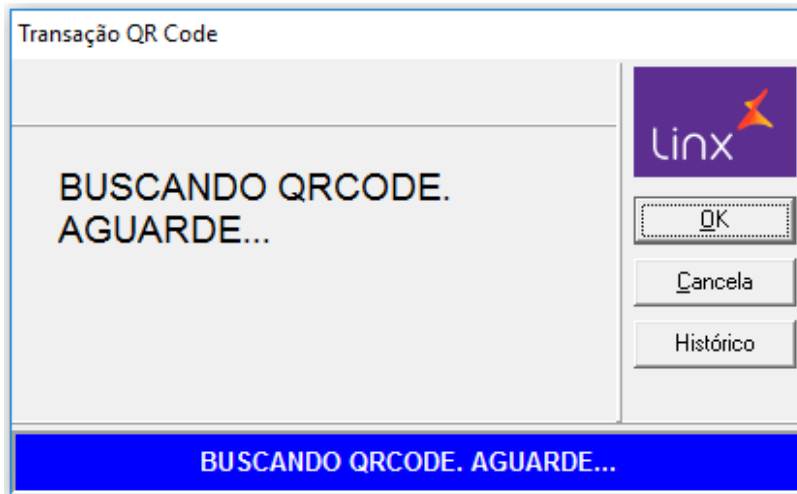 Transação QR Code
BUSCANDO QRCODE.
AGUARDE...
Linx
OK
Cancela
Histórico
BUSCANDO QRCODE. AGUARDE...